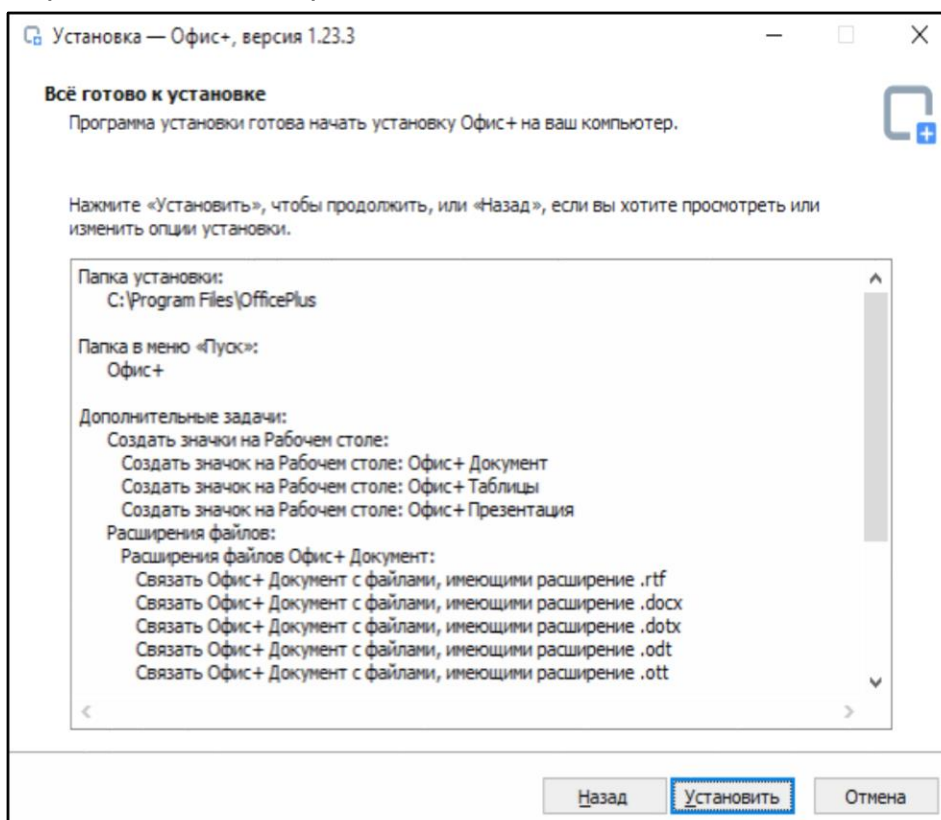 Установка — Офис+, версия 1.23.3
Всё готово к установке
Программа установки готова начать установку Офис+ на ваш компьютер.
Нажмите «Установить», чтобы продолжить, или «Назад», если вы хотите просмотреть или
изменить опции установки.
Папка установки:
C:\Program Files\OfficePlus
Папка в меню «Пуск»:
Офис+
Дополнительные задачи:
Создать значки на Рабочем столе:
Создать значок на Рабочем столе: Офис+ Документ
Создать значок на Рабочем столе: Офис+ Таблицы
Создать значок на Рабочем столе: Офис+ Презентация
Расширения файлов:
Расширения файлов Офис+ Документ:
Связать Офис+ Документ с файлами, имеющими расширение .rtf
Связать Офис+ Документ с файлами, имеющими расширение .docx
Связать Офис+ Документ с файлами, имеющими расширение .dotx
Связать Офис+ Документ с файлами, имеющими расширение .odt
Связать Офис+ Документ с файлами, имеющими расширение .ott
Назад Установить Отмена